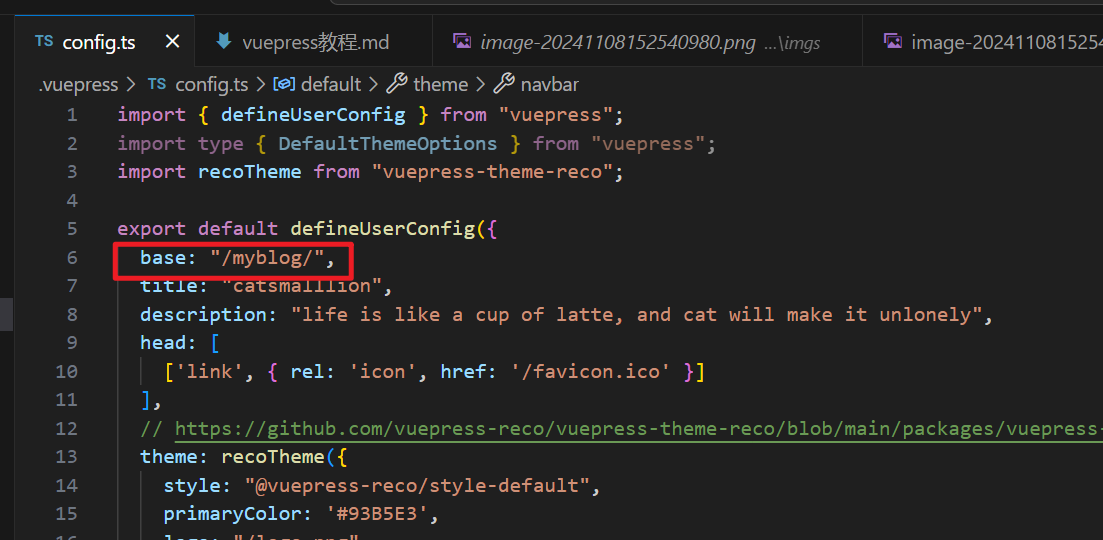 TS config.ts × vuepress教程.md image-20241108152540980.png ...\imgs image-2024110815254
.vuepress > TS config.ts > default > theme > navbar
1 import { defineUserConfig } from "vuepress";
2 import type { DefaultThemeOptions } from "vuepress";
3 import recoTheme from "vuepress-theme-reco";
4
5 export default defineUserConfig({
6 base: "/myblog/",
7 title: "catsmalllion",
8 description: "life is like a cup of latte, and cat will make it unlonely",
9 head: [
10 ['link', { rel: 'icon', href: '/favicon.ico' }]
11 ],
12 // https://github.com/vuepress-reco/vuepress-theme-reco/blob/main/packages/vuepress-
13 theme: recoTheme({
14 style: "@vuepress-reco/style-default",
15 primaryColor: '#93B5E3',